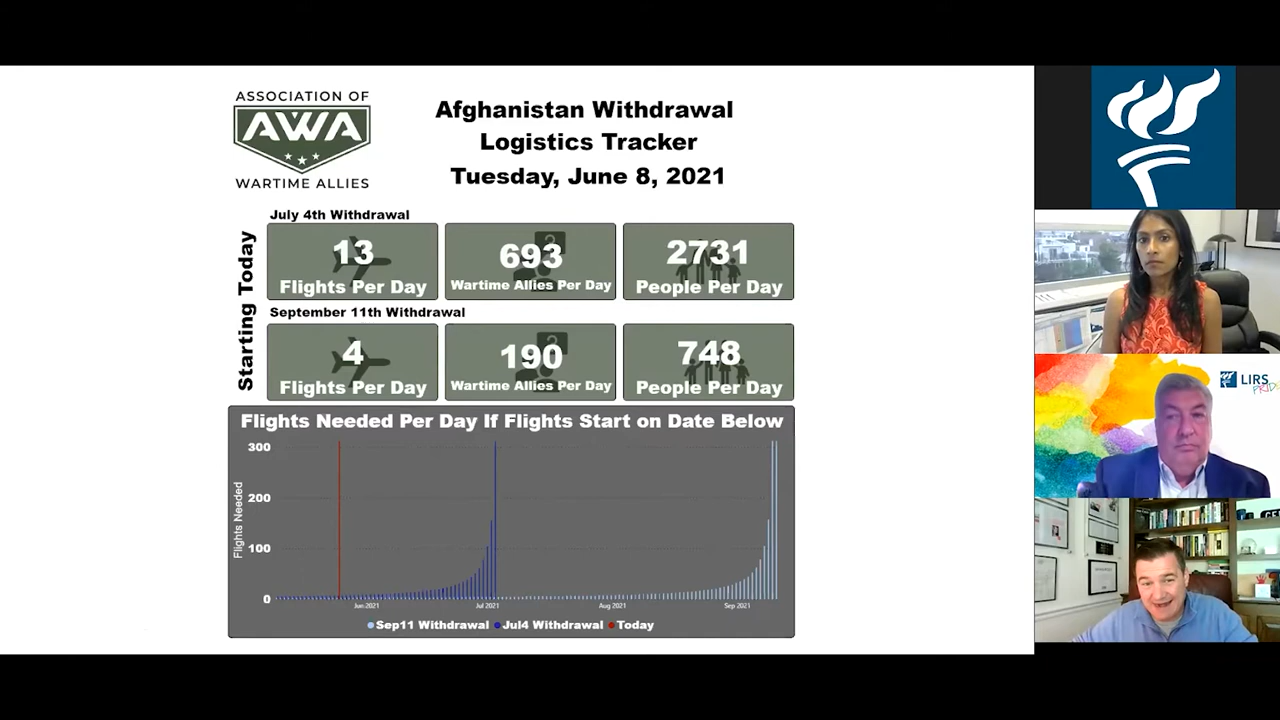 ASSOCIATION OF
AWA
WARTIME ALLIES
Afghanistan Withdrawal
Logistics Tracker
Tuesday, June 8, 2021
Starting Today
July 4th Withdrawal
13
Flights Per Day
693
Wartime Allies Per Day
2731
People Per Day
September 11th Withdrawal
4
Flights Per Day
190
Wartime Allies Per Day
748
People Per Day
Flights Needed Per Day If Flights Start on Date Below
Flights Needed
300
200
100
0
Jun 2021
Jul 2021
Aug 2021
Sep 2021
Sep11 Withdrawal
Jul4 Withdrawal
Today
LIRS
PRIDE